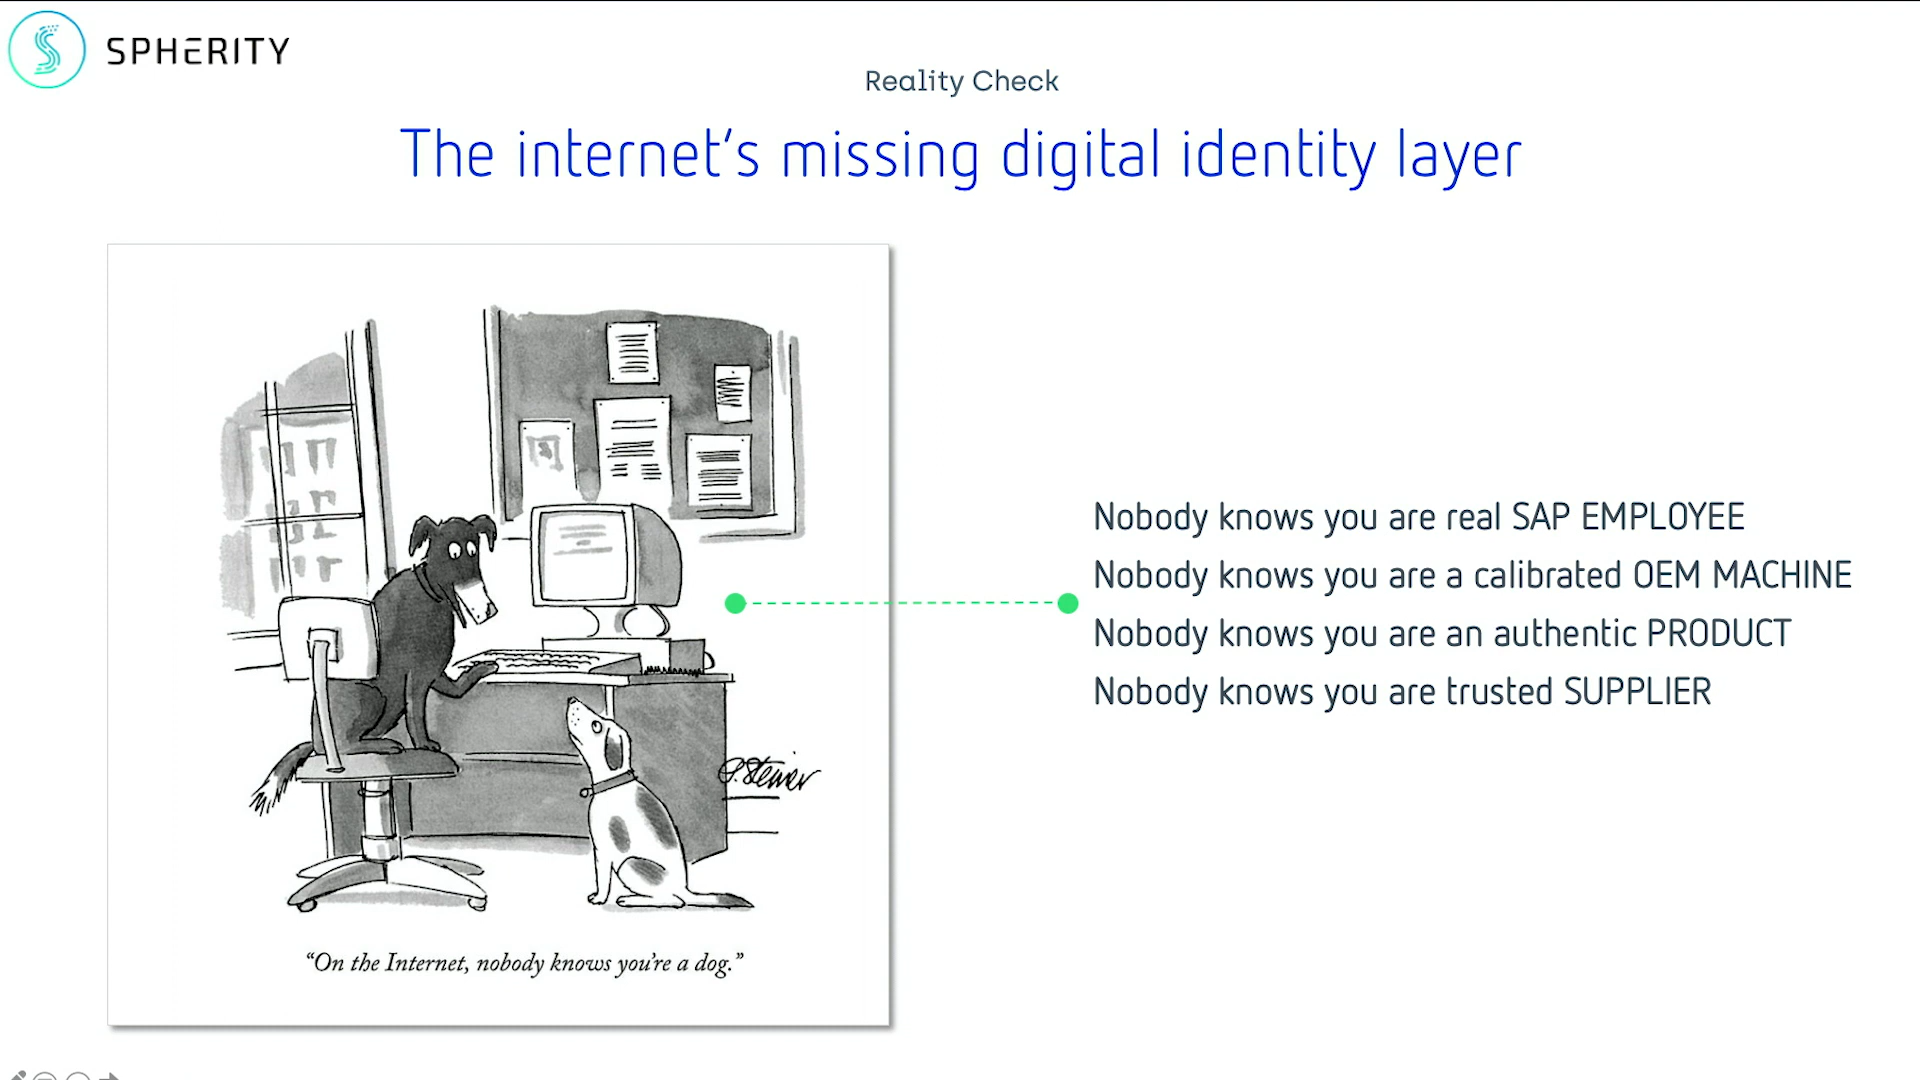 SPHERITY
Reality Check
The internet‘s missing digital identity layer
Nobody knows you are real SAP EMPLOYEE
Nobody knows you are a calibrated OEM MACHINE
Nobody knows you are an authentic PRODUCT
Nobody knows you are trusted SUPPLIER
P. Steiner
“On the Internet, nobody knows you're a dog.”